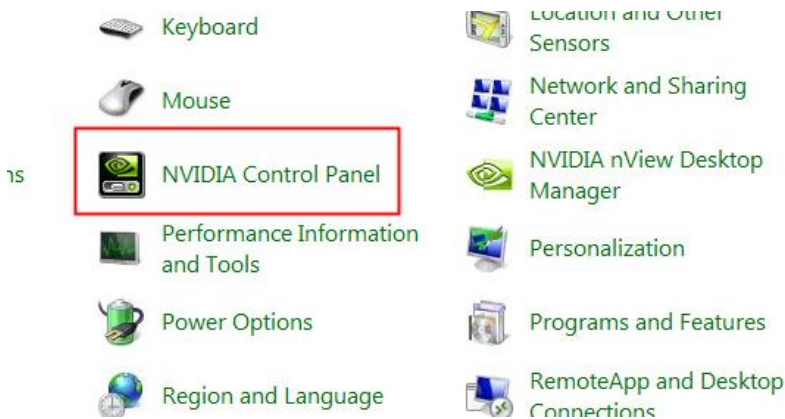 Keyboard
Location and Other
Sensors
Mouse
Network and Sharing
Center
ns
NVIDIA Control Panel
NVIDIA nView Desktop
Manager
Performance Information
and Tools
Personalization
Power Options
Programs and Features
Region and Language
RemoteApp and Desktop
Connections